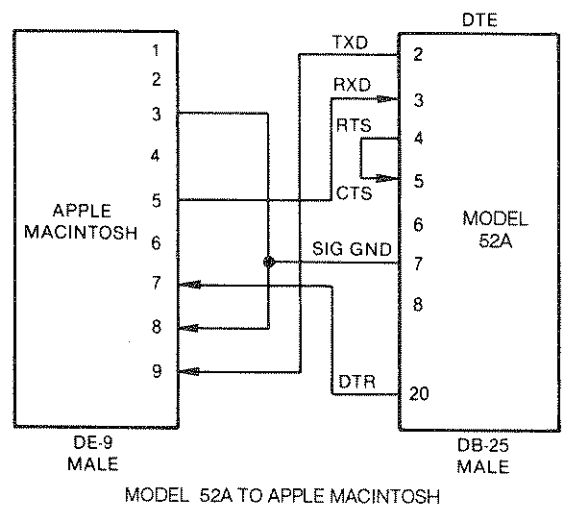 DTE
APPLE
MACINTOSH
1
2
3
4
5
6
7
8
9
DE-9
MALE
TXD
RXD
RTS
CTS
SIG GND
DTR
2
3
4
5
6
7
8
20
MODEL
52A
DB-25
MALE
MODEL 52A TO APPLE MACINTOSH